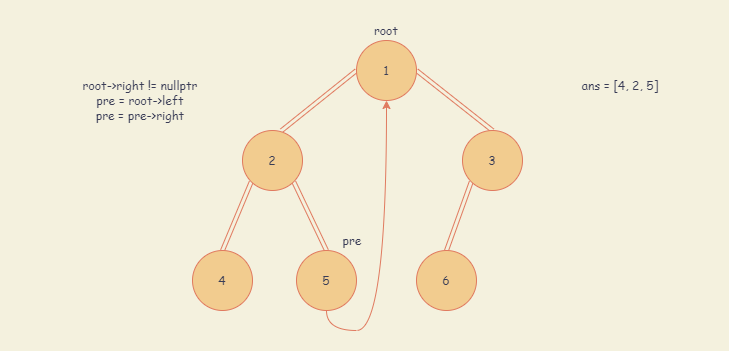 root
1
root->right != nullptr
pre = root->left
pre = pre->right
ans = [4, 2, 5]
2
3
pre
4
5
6